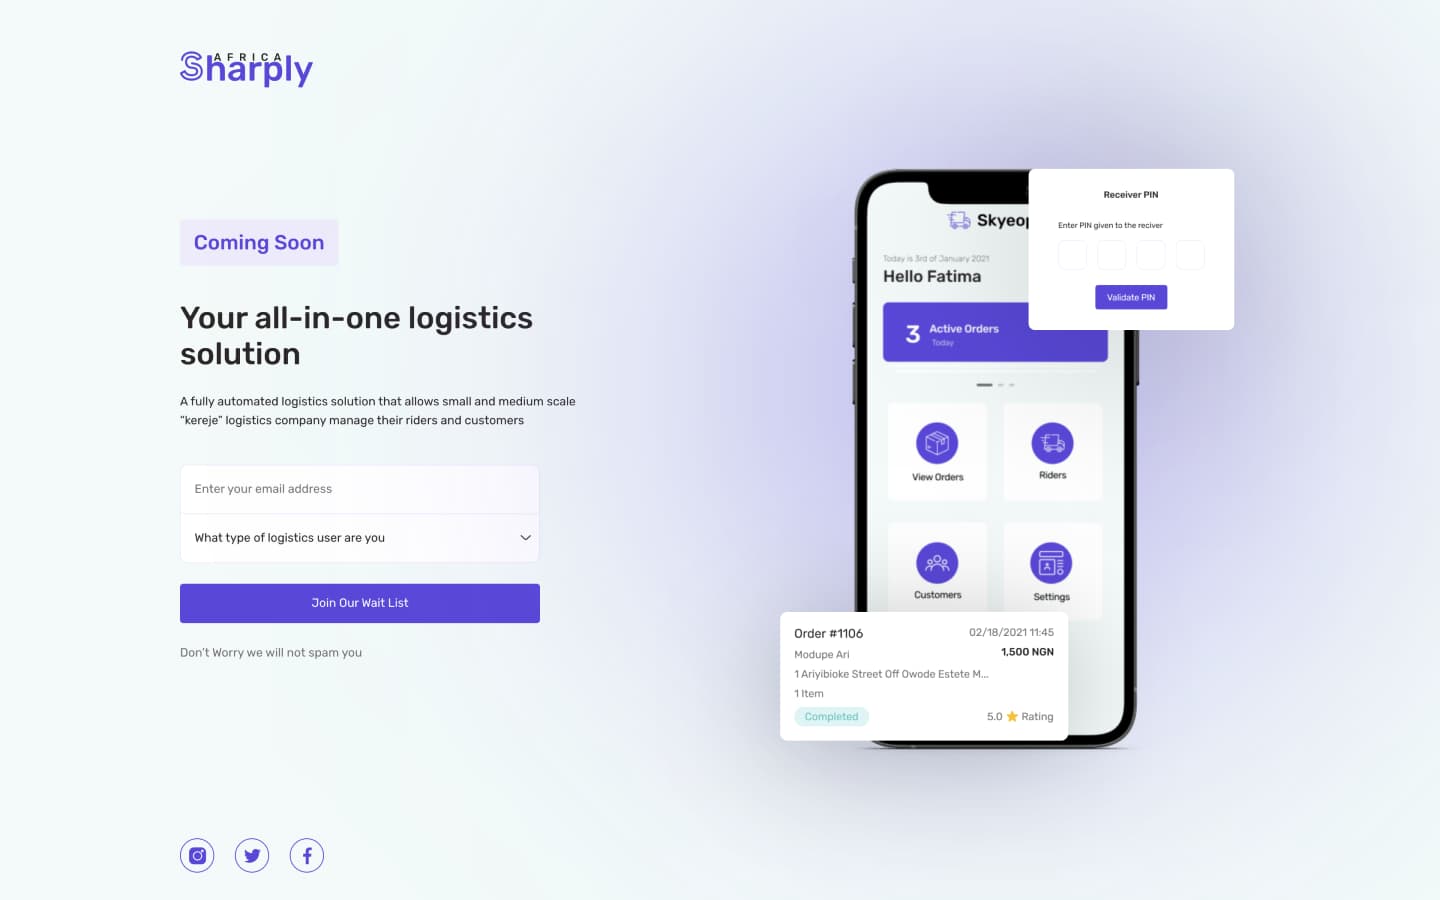 AFRICA
Sharply
Coming Soon
Your all-in-one logistics
solution
A fully automated logistics solution that allows small and medium scale
"kereje" logistics company manage their riders and customers
Enter your email address
What type of logistics user are you
Join Our Wait List
Don't Worry we will not spam you
Today is 3rd of January 2021
Hello Fatima
3
Active Orders
Today
View Orders
Riders
Customers
Settings
Receiver PIN
Enter PIN given to the reciver
Validate PIN
Order #1106
02/18/2021 11:45
Modupe Ari
1,500 NGN
1 Ariyibioke Street Off Owode Estete M...
1 Item
Completed
5.0 ⭐ Rating